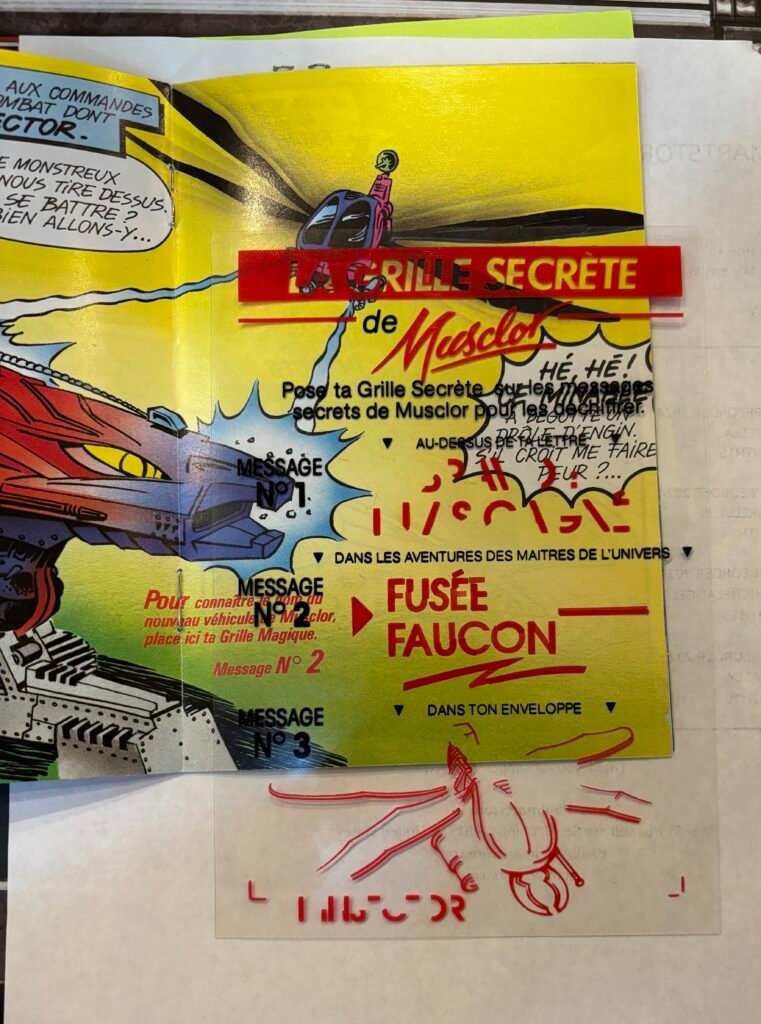 AUX COMMANDES
OMBAT DONT
ECTOR.
E MONSTREUX
NOUS TIRE DESSUS.
SE BATTRE ?
BIEN ALLONS-Y...
LA GRILLE SECRÈTE
de Musclor
HÉ, HÉ !
DRÔLE D'ENGIN.
S'IL CROIT ME FAIRE
PEUR ?...
Pose ta Grille Secrète sur les messages
secrets de Musclor pour les déchiffrer.
▼ AU-DESSUS DE TA LETTRE ▼
MESSAGE
N° 1
▼ DANS LES AVENTURES DES MAITRES DE L'UNIVERS ▼
MESSAGE
N° 2
FUSÉE
FAUCON
Pour connaitre le nom du
nouveau véhicule de Musclor,
place ici ta Grille Magique.
Message N° 2
▼ DANS TON ENVELOPPE ▼
MESSAGE
N° 3